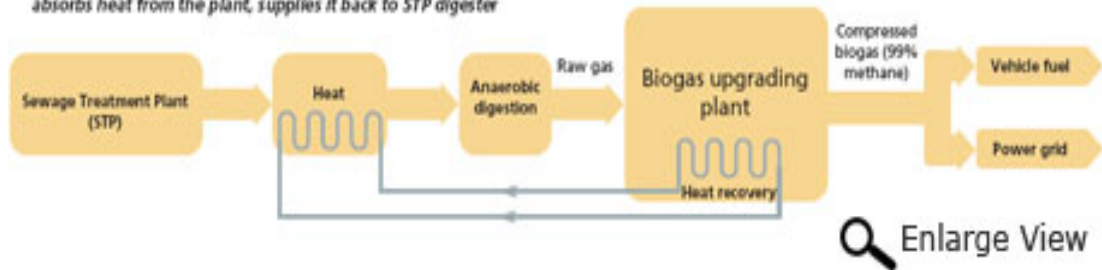 absorbs heat from the plant, supplies it back to STP digester
Sewage Treatment Plant
(STP)
Heat
Anaerobic
digestion
Raw gas
Biogas upgrading
plant
Heat recovery
Compressed
biogas (99%
methane)
Vehicle fuel
Power grid
Enlarge View